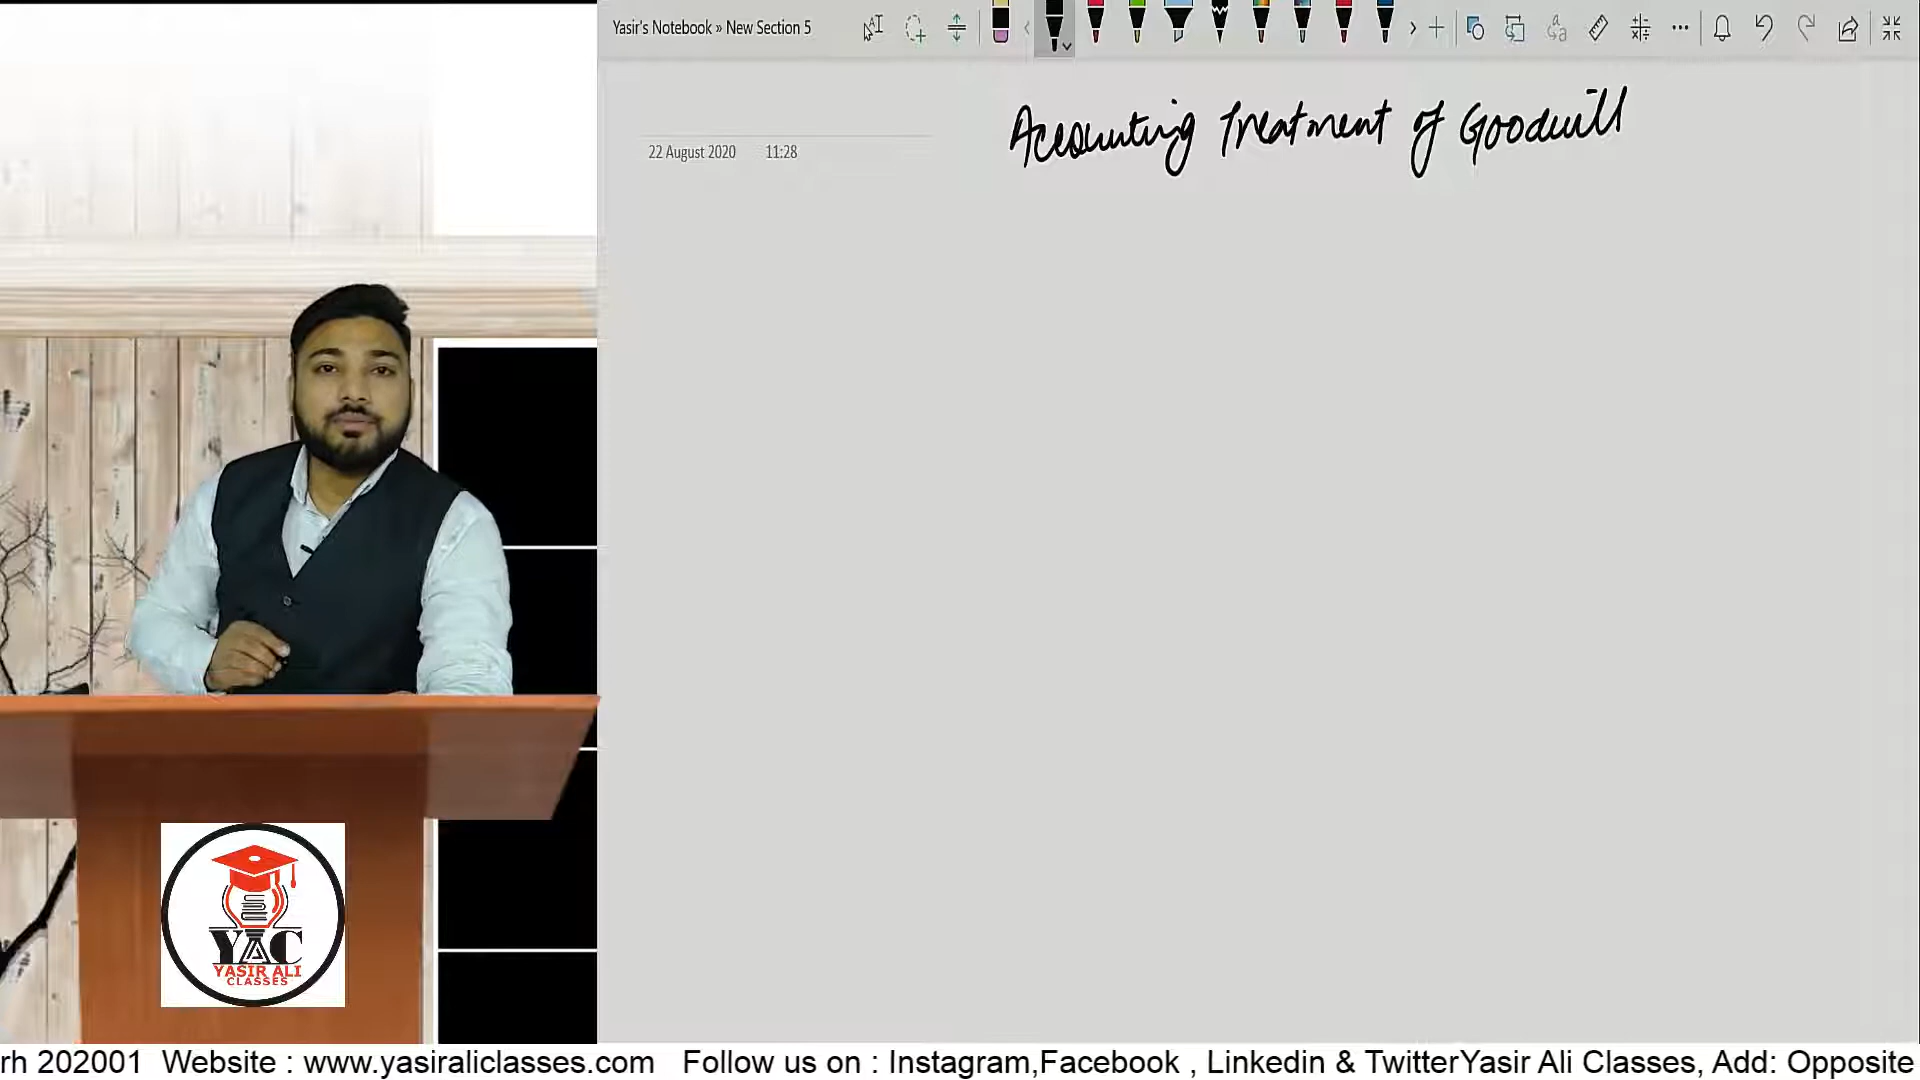 Yasir's Notebook » New Section 5
Accounting Treatment of Goodwill
22 August 2020 11:28
YAC
YASIR ALI
CLASSES
rh 202001 Website : www.yasiraliclasses.com Follow us on : Instagram,Facebook , Linkedin & TwitterYasir Ali Classes, Add: Opposite